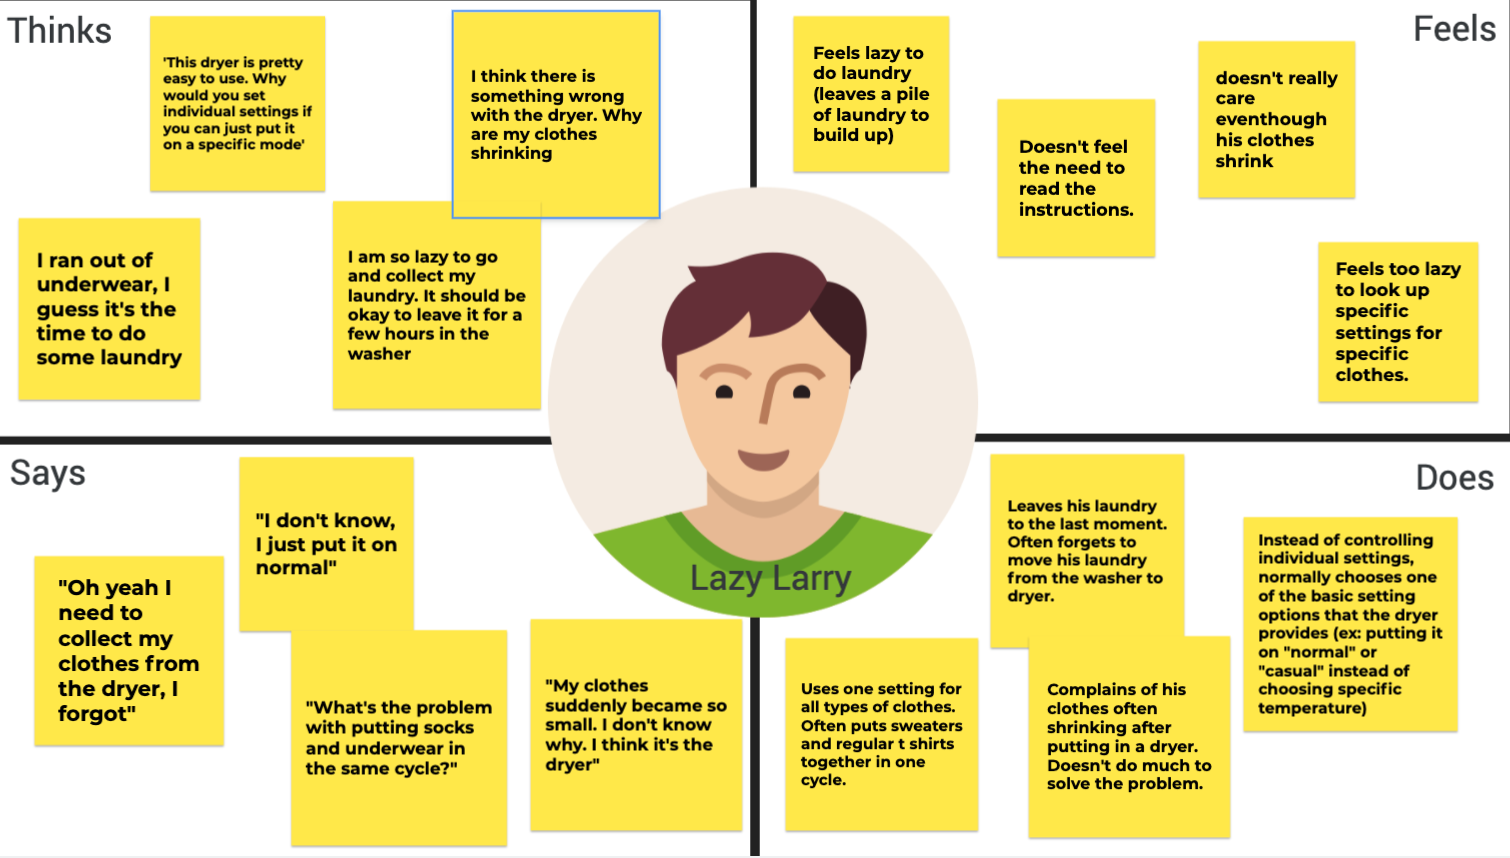 Thinks
'This dryer is pretty
easy to use. Why
would you set
individual settings if
you can just put it
on a specific mode'
I think there is
something wrong
with the dryer. Why
are my clothes
shrinking
I ran out of
underwear, I
guess it's the
time to do
some laundry
I am so lazy to go
and collect my
laundry. It should be
okay to leave it for a
few hours in the
washer
Feels
Feels lazy to
do laundry
(leaves a pile
of laundry to
build up)
Doesn't feel
the need to
read the
instructions.
doesn't really
care
eventhough
his clothes
shrink
Feels too lazy
to look up
specific
settings for
specific
clothes.
Lazy Larry
Says
"I don't know,
I just put it on
normal"
"Oh yeah I
need to
collect my
clothes from
the dryer, I
forgot"
"What's the problem
with putting socks
and underwear in
the same cycle?"
"My clothes
suddenly became so
small. I don't know
why. I think it's the
dryer"
Does
Leaves his laundry
to the last moment.
Often forgets to
move his laundry
from the washer to
dryer.
Instead of controlling
individual settings,
normally chooses one
of the basic setting
options that the dryer
provides (ex: putting it
on "normal" or
"casual" instead of
choosing specific
temperature)
Uses one setting for
all types of clothes.
Often puts sweaters
and regular t shirts
together in one
cycle.
Complains of his
clothes often
shrinking after
putting in a dryer.
Doesn't do much to
solve the problem.